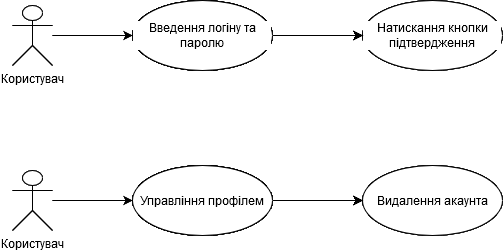 Введення логіну та
паролю
Натискання кнопки
підтвердження
Користувач
Управління профілем
Видалення акаунта
Користувач